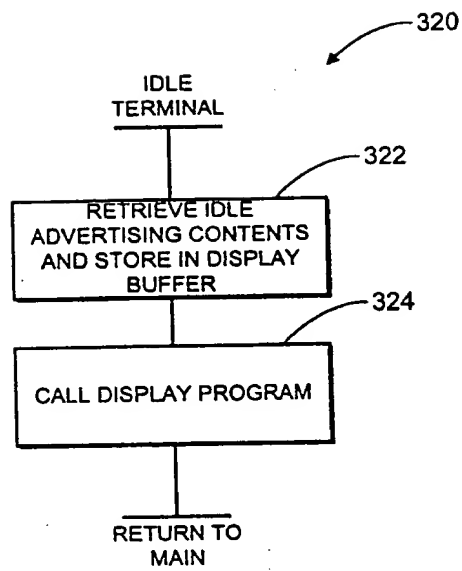 320
IDLE
TERMINAL
322
RETRIEVE IDLE
ADVERTISING CONTENTS
AND STORE IN DISPLAY
BUFFER
324
CALL DISPLAY PROGRAM
RETURN TO
MAIN